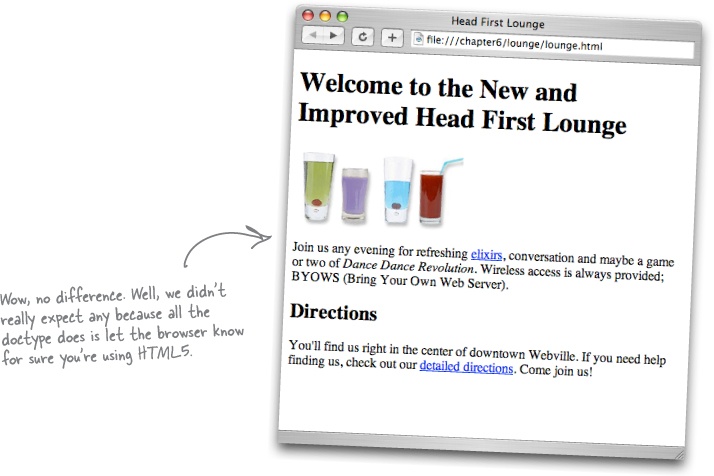 Head First Lounge
file:///chapter6/lounge/lounge.html
Welcome to the New and
Improved Head First Lounge
Join us any evening for refreshing elixirs, conversation and maybe a game
or two of Dance Dance Revolution. Wireless access is always provided;
BYOWS (Bring Your Own Web Server).
Directions
You'll find us right in the center of downtown Webville. If you need help
finding us, check out our detailed directions. Come join us!
Wow, no difference. Well, we didn't
really expect any because all the
doctype does is let the browser know
for sure you're using HTML5.